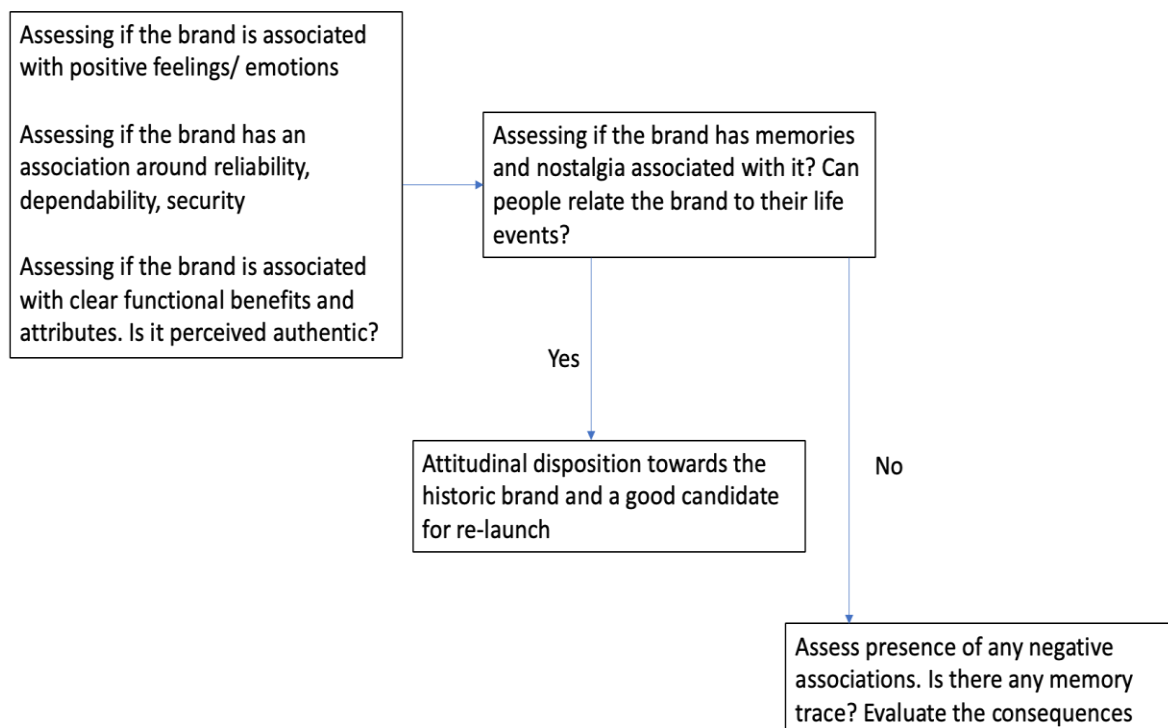 Assessing if the brand is associated
with positive feelings/ emotions
Assessing if the brand has an
association around reliability,
dependability, security
Assessing if the brand is associated
with clear functional benefits and
attributes. Is it perceived authentic?
Assessing if the brand has memories
and nostalgia associated with it? Can
people relate the brand to their life
events?
Yes
No
Attitudinal disposition towards the
historic brand and a good candidate
for re-launch
Assess presence of any negative
associations. Is there any memory
trace? Evaluate the consequences